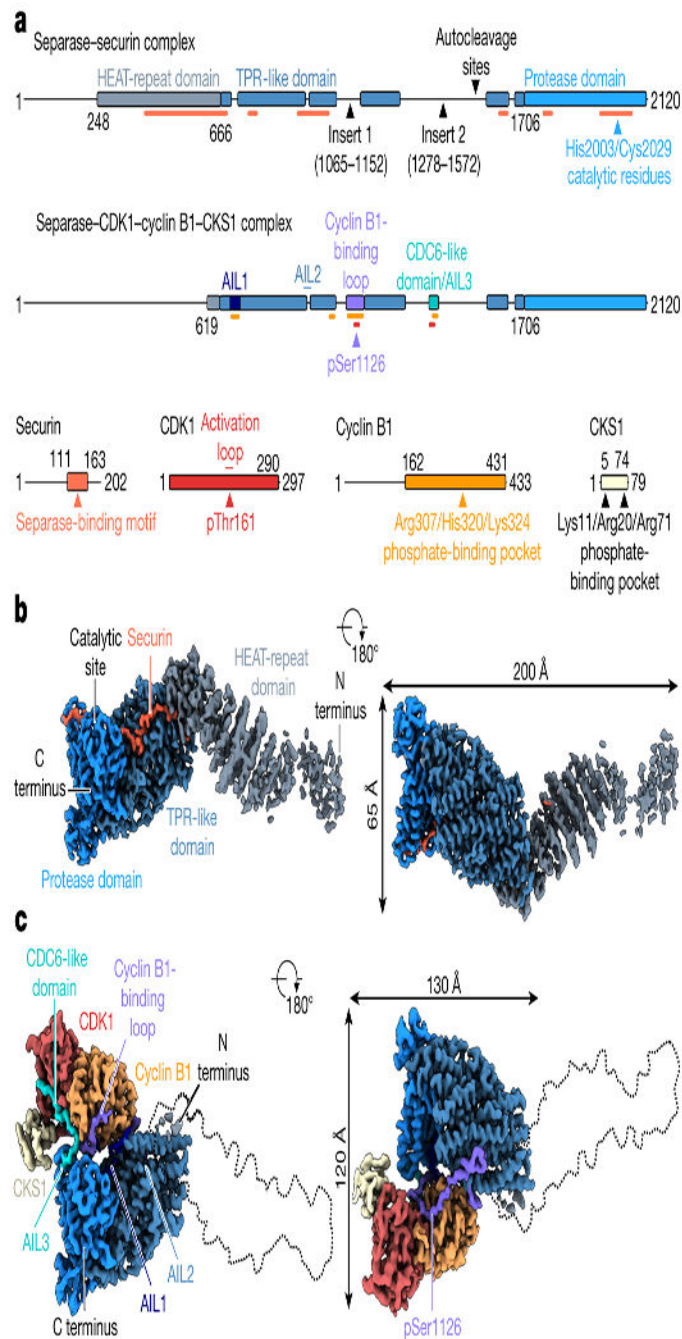 a
Separase–securin complex
Autocleavage
sites
HEAT-repeat domain
TPR-like domain
Protease domain
1
2120
248
666
Insert 1
(1065–1152)
Insert 2
(1278–1572)
1706
His2003/Cys2029
catalytic residues
Separase–CDK1–cyclin B1–CKS1 complex
Cyclin B1-
binding
loop
CDC6-like
domain/AIL3
AIL1
AIL2
1
2120
619
1706
pSer1126
Securin
111
163
1
202
Separase-binding motif
CDK1
Activation
loop
290
1
297
pThr161
Cyclin B1
162
431
1
433
Arg307/His320/Lys324
phosphate-binding pocket
CKS1
5
74
1
79
Lys11/Arg20/Arg71
phosphate-
binding pocket
b
Catalytic
site
Securin
HEAT-repeat
domain
N
terminus
C
terminus
TPR-like
domain
Protease domain
180°
200 Å
65 Å
c
CDC6-like
domain
Cyclin B1-
binding
loop
CDK1
Cyclin B1
N
terminus
CKS1
AIL3
AIL2
AIL1
C terminus
180°
130 Å
120 Å
pSer1126